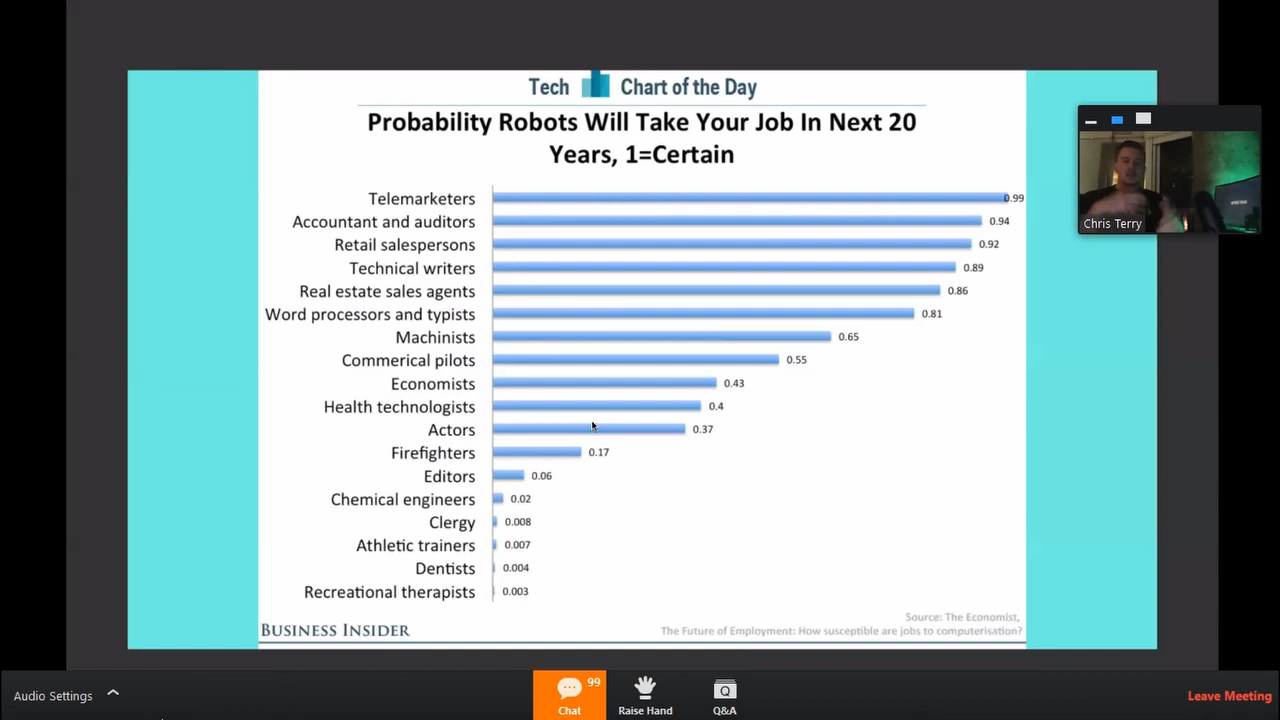 Tech Chart of the Day
Probability Robots Will Take Your Job In Next 20
Years, 1=Certain
Telemarketers 0.99
Accountant and auditors 0.94
Retail salespersons 0.92
Technical writers 0.89
Real estate sales agents 0.86
Word processors and typists 0.81
Machinists 0.65
Commerical pilots 0.55
Economists 0.43
Health technologists 0.4
Actors 0.37
Firefighters 0.17
Editors 0.06
Chemical engineers 0.02
Clergy 0.008
Athletic trainers 0.007
Dentists 0.004
Recreational therapists 0.003
BUSINESS INSIDER
Source: The Economist,
The Future of Employment: How susceptible are jobs to computerisation?
Chris Terry
Audio Settings
99
Chat
Raise Hand
Q
Q&A
Leave Meeting